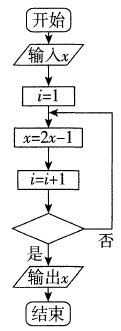 开始
输入x
i=1
x=2x-1
i=i+1
是
否
输出x
结束